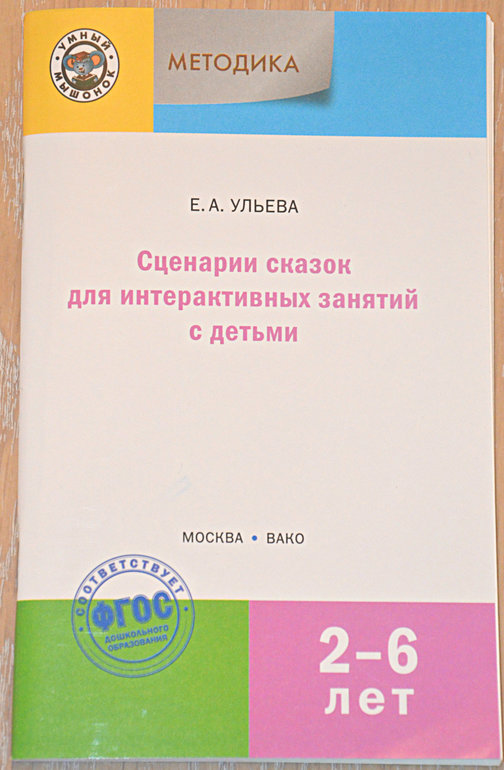 УМНЫЙ
МЫШОНОК
МЕТОДИКА
Е. А. УЛЬЕВА
Сценарии сказок
для интерактивных занятий
с детьми
МОСКВА • ВАКО
• СООТВЕТСТВУЕТ •
ФГОС
ДОШКОЛЬНОГО
ОБРАЗОВАНИЯ
2–6
лет